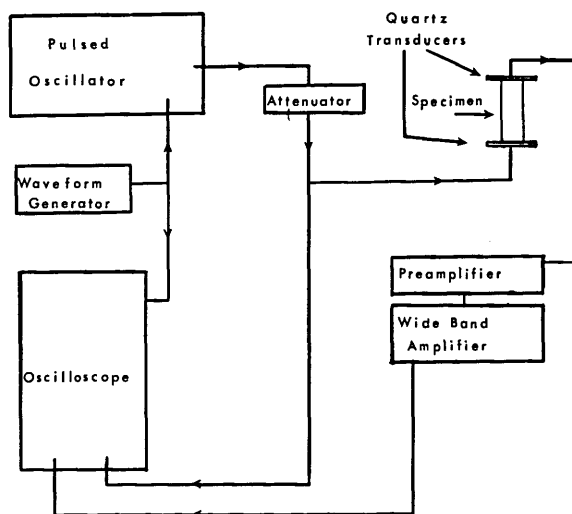 Pulsed
Oscillator
Quartz
Transducers
Attenuator
Specimen
Waveform
Generator
Preamplifier
Wide Band
Amplifier
Oscilloscope